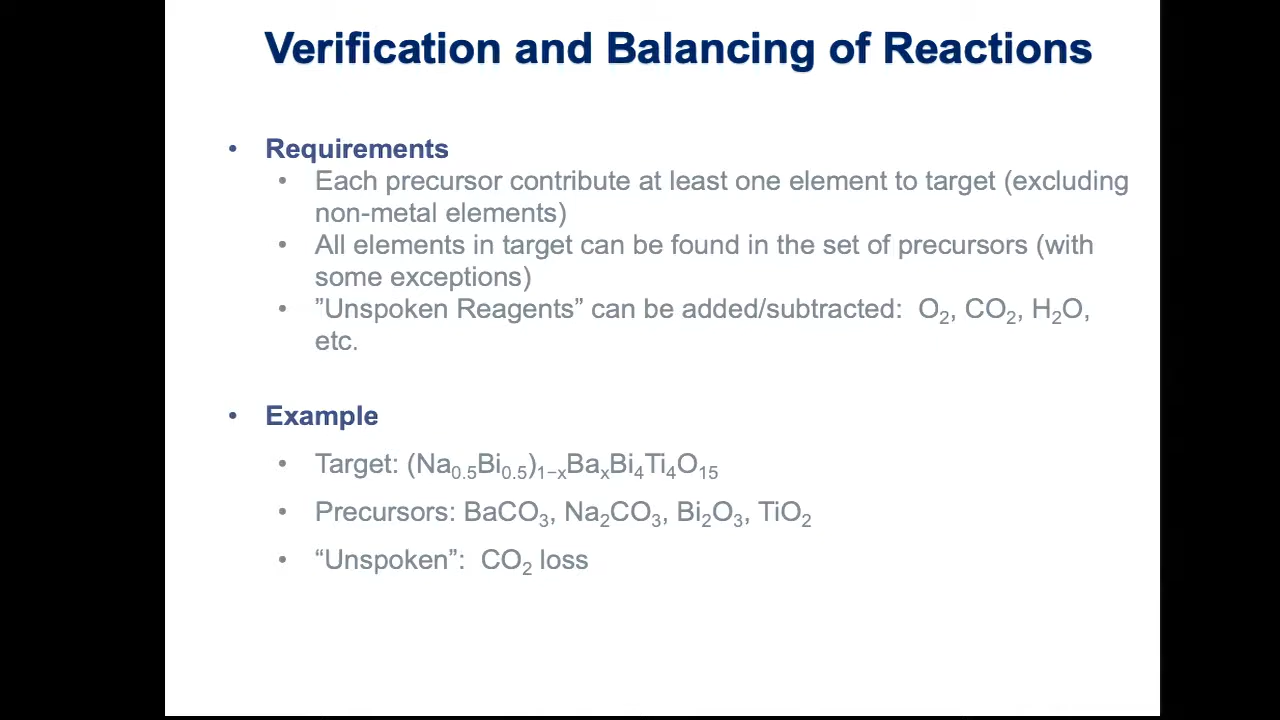 Verification and Balancing of Reactions
• Requirements
• Each precursor contribute at least one element to target (excluding
non-metal elements)
• All elements in target can be found in the set of precursors (with
some exceptions)
• ”Unspoken Reagents” can be added/subtracted: O₂, CO₂, H₂O,
etc.
• Example
• Target: (Na₀.₅Bi₀.₅)₁₋ₓBaₓBi₄Ti₄O₁₅
• Precursors: BaCO₃, Na₂CO₃, Bi₂O₃, TiO₂
• “Unspoken”: CO₂ loss